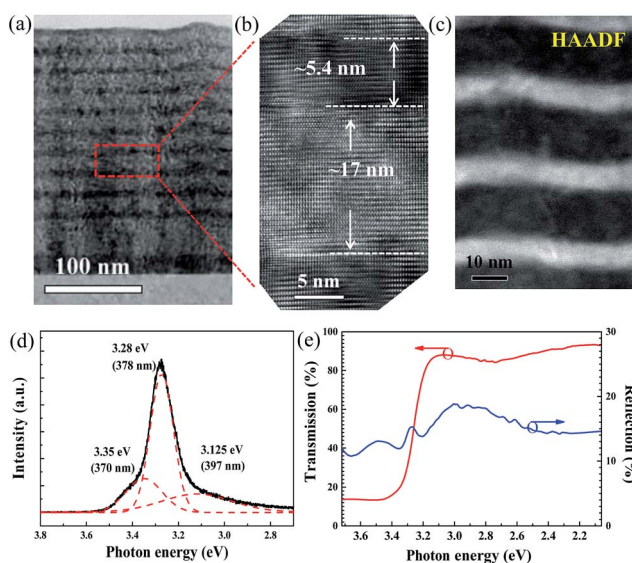 (a)
100 nm
(b)
~5.4 nm
~17 nm
5 nm
(c)
HAADF
10 nm
(d)
3.28 eV
(378 nm)
3.35 eV
(370 nm)
3.125 eV
(397 nm)
Intensity (a.u.)
3.8 3.6 3.4 3.2 3.0 2.8
Photon energy (eV)
(e)
100
80
60
40
20
0
Transmission (%)
30
20
10
0
Reflection (%)
3.6 3.4 3.2 3.0 2.8 2.6 2.4 2.2
Photon energy (eV)